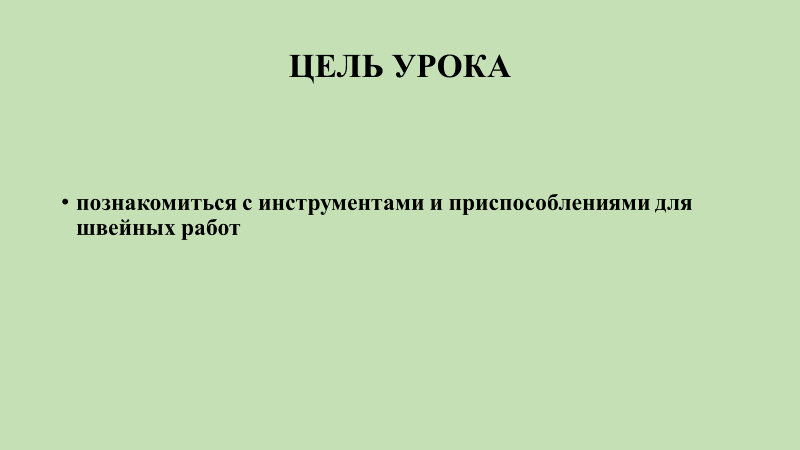 ЦЕЛЬ УРОКА
• познакомиться с инструментами и приспособлениями для
швейных работ